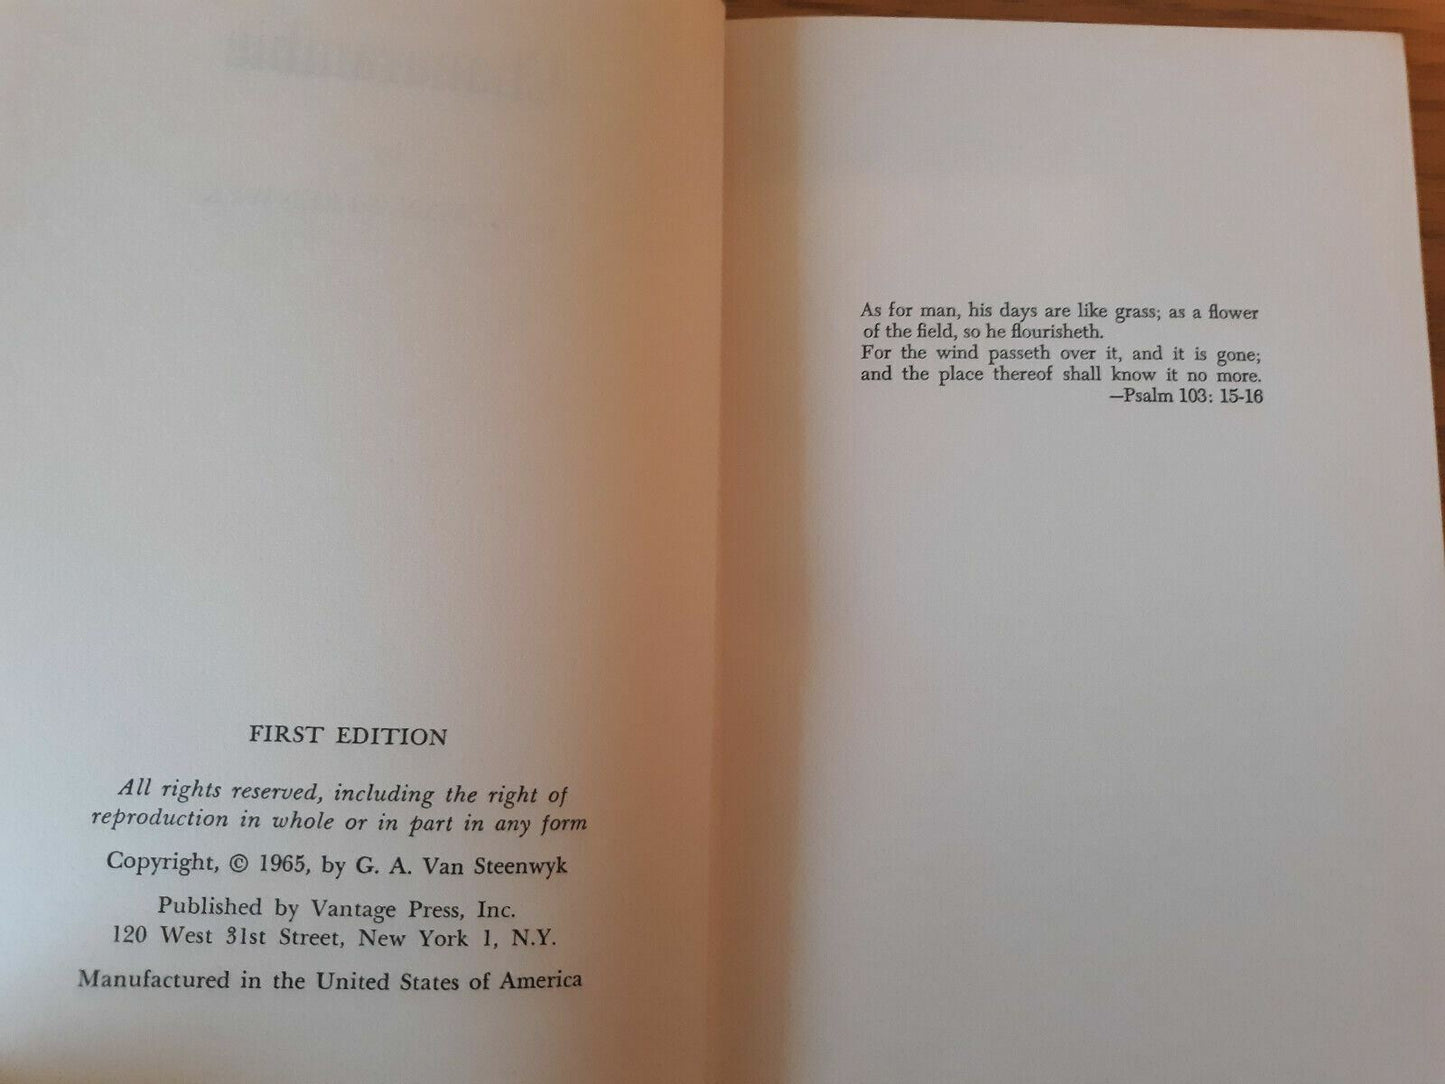 FIRST EDITION
All rights reserved, including the right of
reproduction in whole or in part in any form
Copyright, © 1965, by G. A. Van Steenwyk
Published by Vantage Press, Inc.
120 West 31st Street, New York 1, N.Y.
Manufactured in the United States of America
As for man, his days are like grass; as a flower
of the field, so he flourisheth.
For the wind passeth over it, and it is gone;
and the place thereof shall know it no more.
—Psalm 103: 15-16